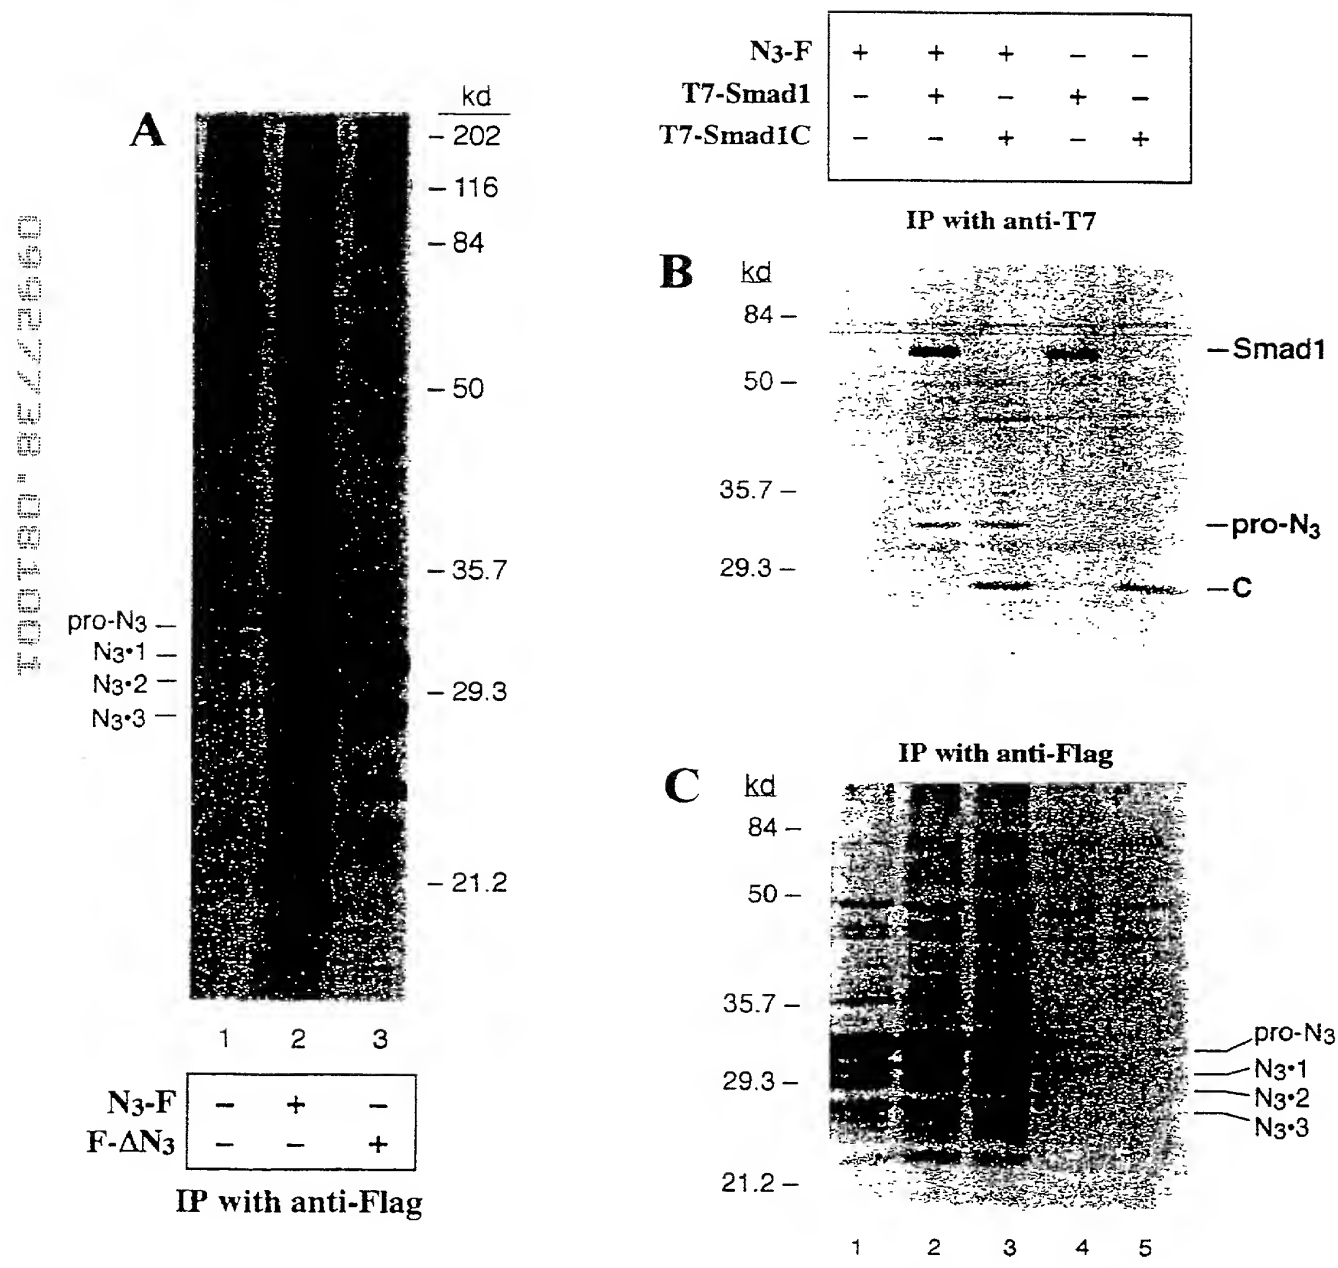 A
kd
202
116
84
50
35.7
29.3
21.2
pro-N3
N3•1
N3•2
N3•3
1 2 3
N3-F - + -
F-ΔN3 - - +
IP with anti-Flag
N3-F + + + - -
T7-Smad1 - + - + -
T7-Smad1C - - + - +
IP with anti-T7
B
kd
84
50
35.7
29.3
Smad1
pro-N3
C
IP with anti-Flag
C
kd
84
50
35.7
29.3
21.2
pro-N3
N3•1
N3•2
N3•3
1 2 3 4 5
09627738.081001